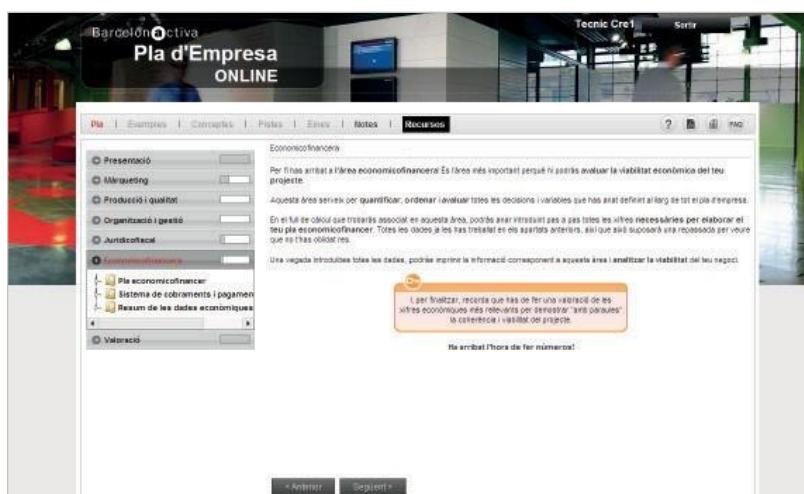 Barcelonactiva
Pla d'Empresa
ONLINE
Tecnic Cre1 Sortir
Pla | Exemples | Conceptes | Pistes | Eines | Notes | Recursos
? FAQ
Presentació
Màrqueting
Producció i qualitat
Organització i gestió
Jurídicofiscal
Economicofinancera
Pla economicofinancer
Sistema de cobraments i pagamen
Resum de les dades econòmiques
Valoració
Economicofinancera
Per fi has arribat a l'àrea economicofinancera! És l'àrea més important perquè hi podràs avaluar la viabilitat econòmica del teu
projecte.
Aquesta àrea serveix per quantificar, ordenar i avaluar totes les decisions i variables que has anat definint al llarg de tot el pla d'empresa.
En el full de càlcul que trobaràs associat en aquesta àrea, podràs anar introduint pas a pas totes les xifres necessàries per elaborar el
teu pla economicofinancer. Totes les dades ja les has treballat en els apartats anteriors, així que això suposarà una repassada per veure
que no t'has oblidat res.
Una vegada introduïdes totes les dades, podràs imprimir la informació corresponent a aquesta àrea i analitzar la viabilitat del teu negoci.
I, per finalitzar, recorda que has de fer una valoració de les
xifres econòmiques més rellevants per demostrar "amb paraules"
la coherència i viabilitat del projecte.
Ha arribat l'hora de fer números!
« Anterior Següent »